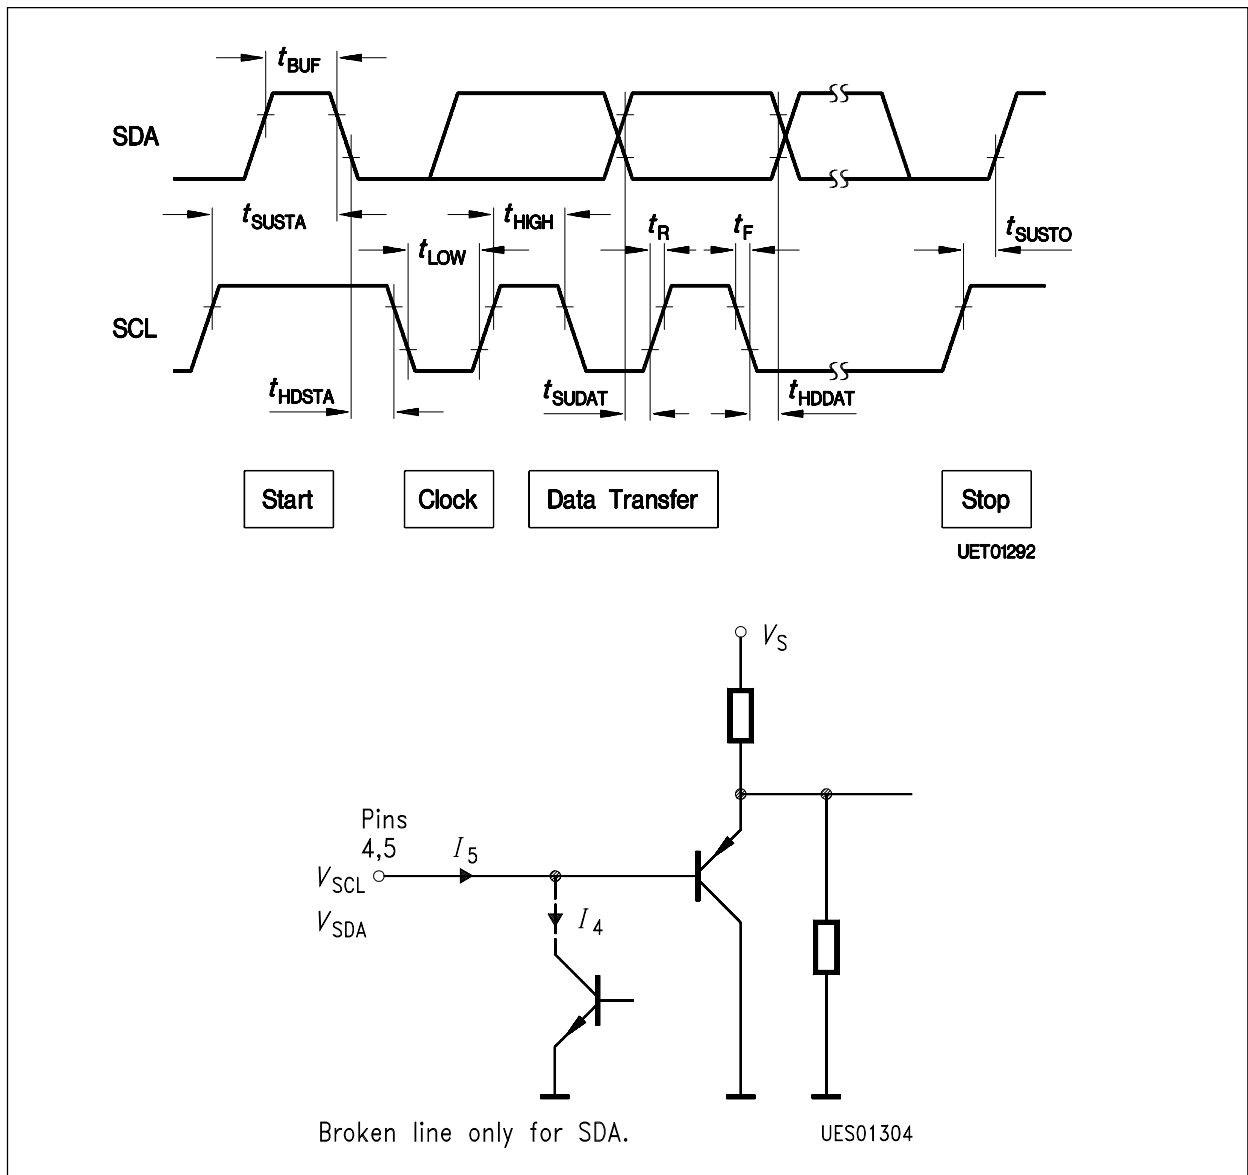 tBUF
SDA
tSUSTA
tHIGH
tR
tF
tSUSTO
tLOW
SCL
tHDSTA
tSUDAT
tHDDAT
Start
Clock
Data Transfer
Stop
UET01292
VS
Pins
4,5
I5
VSCL
VSDA
I4
Broken line only for SDA.
UES01304